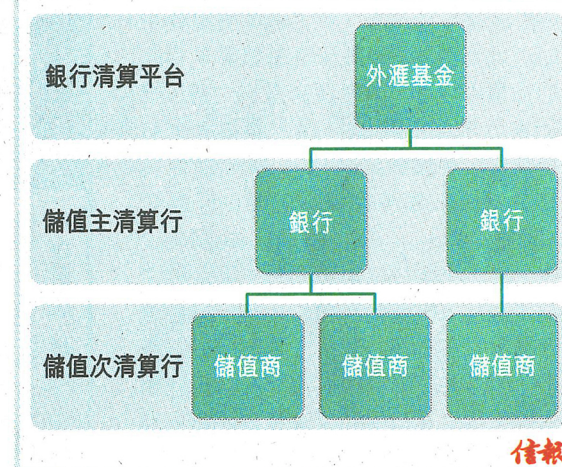 銀行清算平台
外滙基金
儲值主清算行
銀行
銀行
儲值次清算行
儲值商
儲值商
儲值商
信報